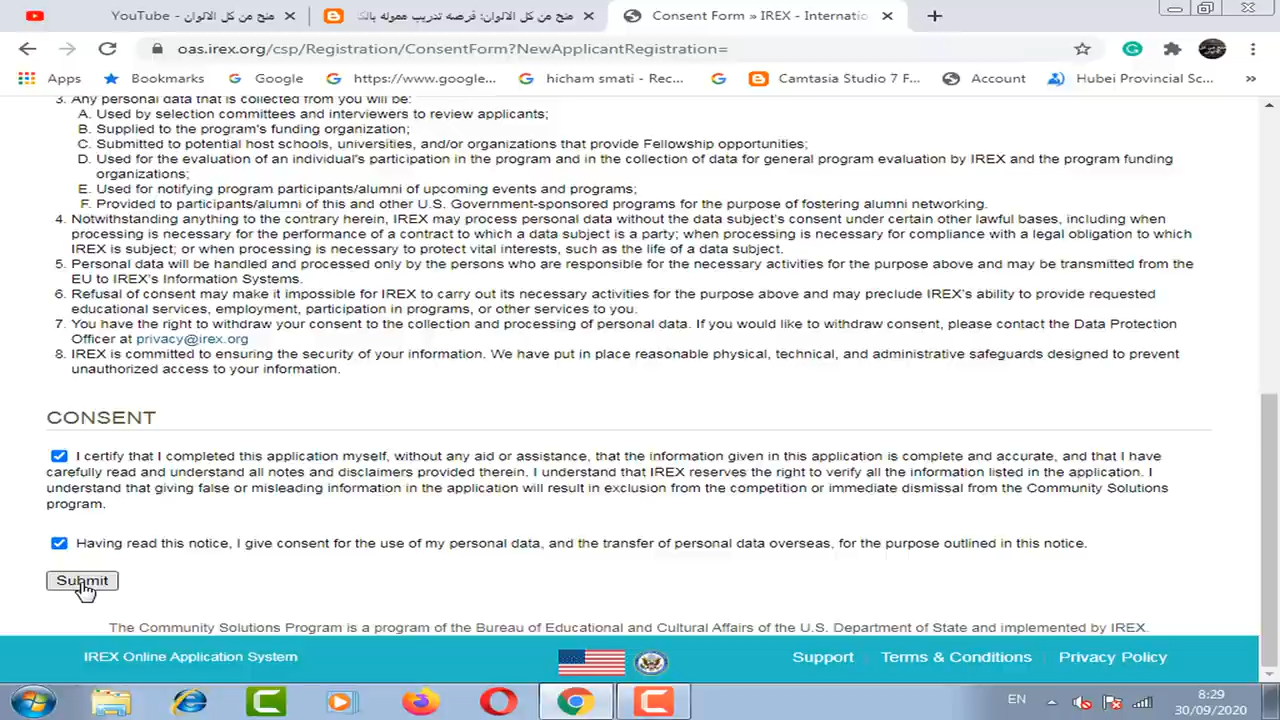 YouTube - منح من كل الالوان
منح من كل الالوان: فرصه تدريب ممولة بالك
Consent Form » IREX - Internatio
oas.irex.org/csp/Registration/ConsentForm?NewApplicantRegistration=
Apps
Bookmarks
Google
https://www.google...
hicham smati - Rec...
Camtasia Studio 7 F...
Account
Hubei Provincial Sc...
»
3. Any personal data that is collected from you will be:
A. Used by selection committees and interviewers to review applicants;
B. Supplied to the program's funding organization;
C. Submitted to potential host schools, universities, and/or organizations that provide Fellowship opportunities;
D. Used for the evaluation of an individual's participation in the program and in the collection of data for general program evaluation by IREX and the program funding
organizations;
E. Used for notifying program participants/alumni of upcoming events and programs;
F. Provided to participants/alumni of this and other U.S. Government-sponsored programs for the purpose of fostering alumni networking.
4. Notwithstanding anything to the contrary herein, IREX may process personal data without the data subject's consent under certain other lawful bases, including when
processing is necessary for the performance of a contract to which a data subject is a party; when processing is necessary for compliance with a legal obligation to which
IREX is subject; or when processing is necessary to protect vital interests, such as the life of a data subject.
5. Personal data will be handled and processed only by the persons who are responsible for the necessary activities for the purpose above and may be transmitted from the
EU to IREX's Information Systems.
6. Refusal of consent may make it impossible for IREX to carry out its necessary activities for the purpose above and may preclude IREX's ability to provide requested
educational services, employment, participation in programs, or other services to you.
7. You have the right to withdraw your consent to the collection and processing of personal data. If you would like to withdraw consent, please contact the Data Protection
Officer at privacy@irex.org
8. IREX is committed to ensuring the security of your information. We have put in place reasonable physical, technical, and administrative safeguards designed to prevent
unauthorized access to your information.
CONSENT
I certify that I completed this application myself, without any aid or assistance, that the information given in this application is complete and accurate, and that I have
carefully read and understand all notes and disclaimers provided therein. I understand that IREX reserves the right to verify all the information listed in the application. I
understand that giving false or misleading information in the application will result in exclusion from the competition or immediate dismissal from the Community Solutions
program.
Having read this notice, I give consent for the use of my personal data, and the transfer of personal data overseas, for the purpose outlined in this notice.
Submit
The Community Solutions Program is a program of the Bureau of Educational and Cultural Affairs of the U.S. Department of State and implemented by IREX.
IREX Online Application System
Support
Terms & Conditions
Privacy Policy
EN
8:29
30/09/2020